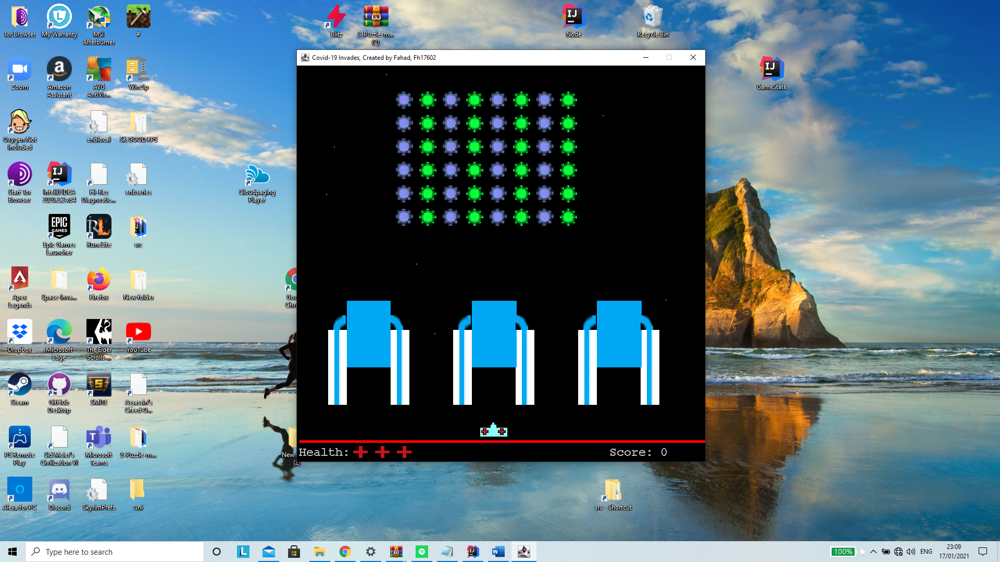 Tor Browser
My Warranty
MSI
Afterburner
#
Blitz
8-Puzzle-m...
(2)
Node
Recycle Bin
Covid-19 Invades, Created by Fahad, Fh17602
Zoom
Amazon
Assistant
AVG
AntiVir...
WinZip
GameState
Oxygen Not
Included
enblocal
SK GOOD FPS
Start Tor
Browser
IntelliJ IDEA
2020.2.3 x64
Hi-Rez
Diagnostic...
enbseries
Cloudpaging
Player
EPIC
GAMES
Epic Games
Launcher
RuneLite
src
Apex
Legends
Space-Inva...
Firefox
New folder
Goo
Chr
Dropbox
Microsoft
Edge
The Elder
Scrolls ...
YouTube
Steam
GitHub
Desktop
SMITE
Assassin's
Creed O...
PS Remote
Play
Sid Meier's
Civilization VI
Microsoft
Teams
8-Puzzle-m...
New
(2)
Health:
Score: 0
Alexa for PC
Discord
SkyrimPrefs
uni
src - Shortcut
Type here to search
100%
ENG
23:09
17/01/2021